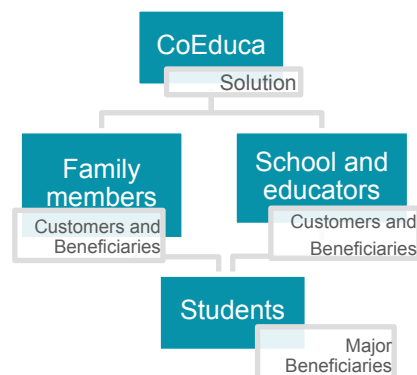 CoEduca
Solution
Family
members
Customers and
Beneficiaries
School and
educators
Customers and
Beneficiaries
Students
Major
Beneficiaries